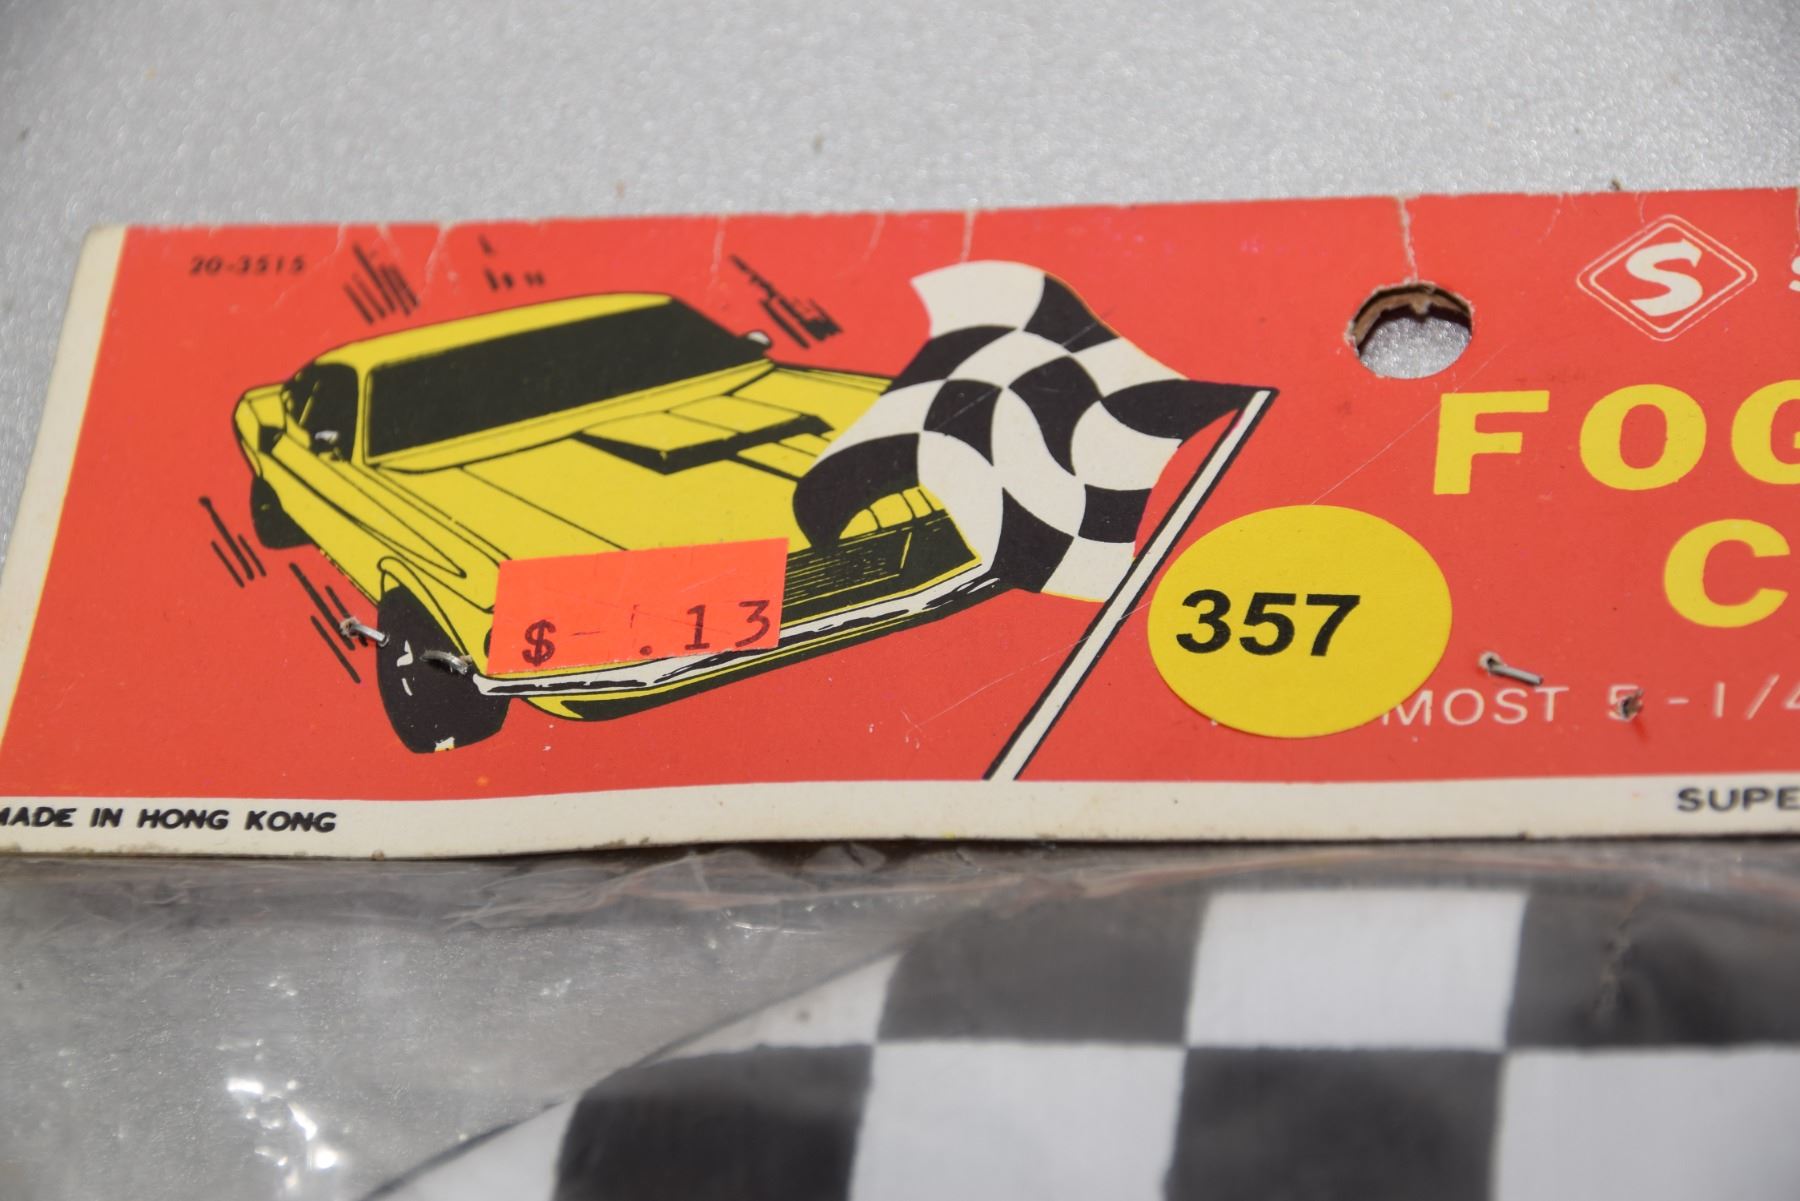 20-3515
S S
FOG
C
$ - .13
357
MOST 5-1/4
MADE IN HONG KONG
SUPE